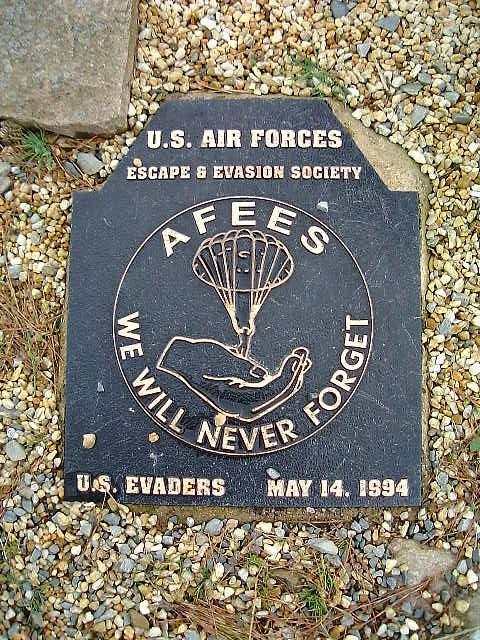 U.S. AIR FORCES
ESCAPE & EVASION SOCIETY
AFEES
WE WILL NEVER FORGET
U.S. EVADERS MAY 14. 1994